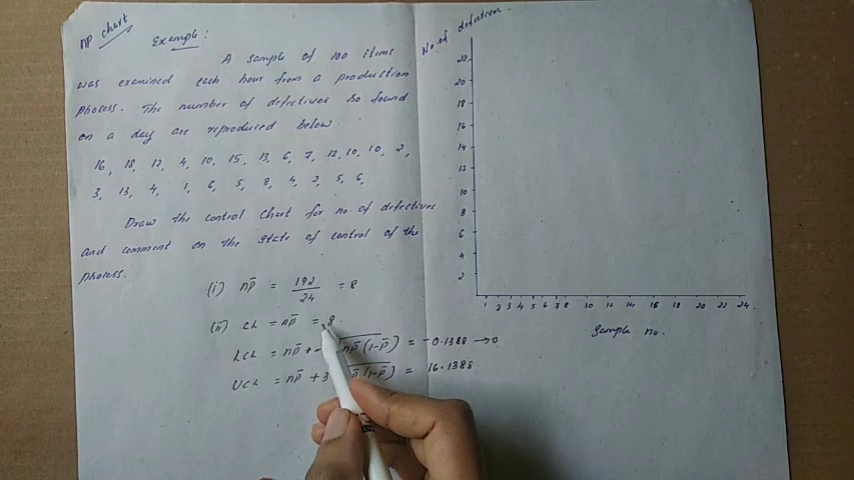 np chart
Example:
A sample of 100 items
was examined each hour from a production
process. The number of defectives so found
on a day are reproduced below.
16, 18, 12, 4, 10, 15, 13, 6, 7, 12, 10, 10, 2,
3, 13, 4, 1, 6, 5, 8, 4, 2, 5, 6,
Draw the control chart for no. of defectives
and comment on the state of control of the
process.
(i) np̄ = 192/24 = 8
(ii) CL = np̄ = 8
LCL = np̄ - √np̄(1-p̄) = -0.1388 → 0
UCL = np̄ + 3 √np̄(1-p̄) = 16.1388
No. of defectives
22
20
18
16
14
12
10
8
6
4
2
1 2 3 4 5 6 7 8 10 12 14 16 18 20 22 24
Sample no.